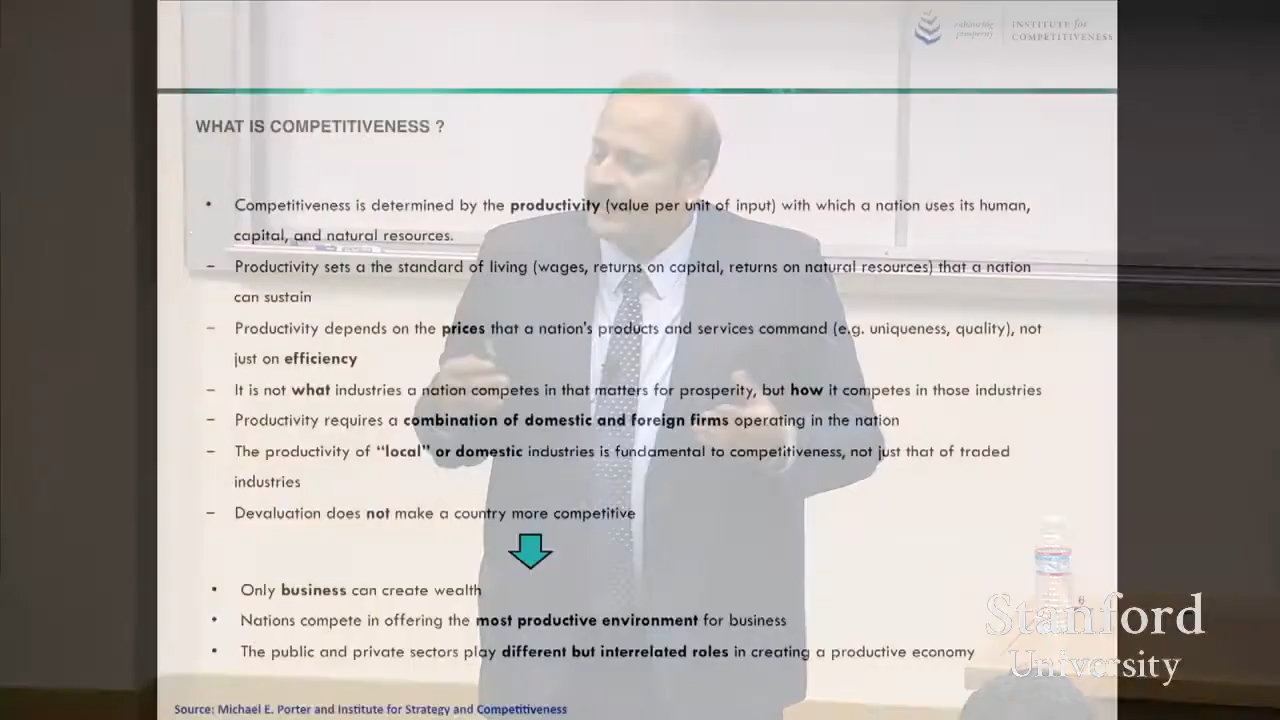 enhancing
prosperity
INSTITUTE for
COMPETITIVENESS
WHAT IS COMPETITIVENESS ?
• Competitiveness is determined by the productivity (value per unit of input) with which a nation uses its human,
capital, and natural resources.
– Productivity sets a the standard of living (wages, returns on capital, returns on natural resources) that a nation
can sustain
– Productivity depends on the prices that a nation's products and services command (e.g. uniqueness, quality), not
just on efficiency
– It is not what industries a nation competes in that matters for prosperity, but how it competes in those industries
– Productivity requires a combination of domestic and foreign firms operating in the nation
– The productivity of "local" or domestic industries is fundamental to competitiveness, not just that of traded
industries
– Devaluation does not make a country more competitive
• Only business can create wealth
• Nations compete in offering the most productive environment for business
• The public and private sectors play different but interrelated roles in creating a productive economy
6
Stanford
University
Source: Michael E. Porter and Institute for Strategy and Competitiveness